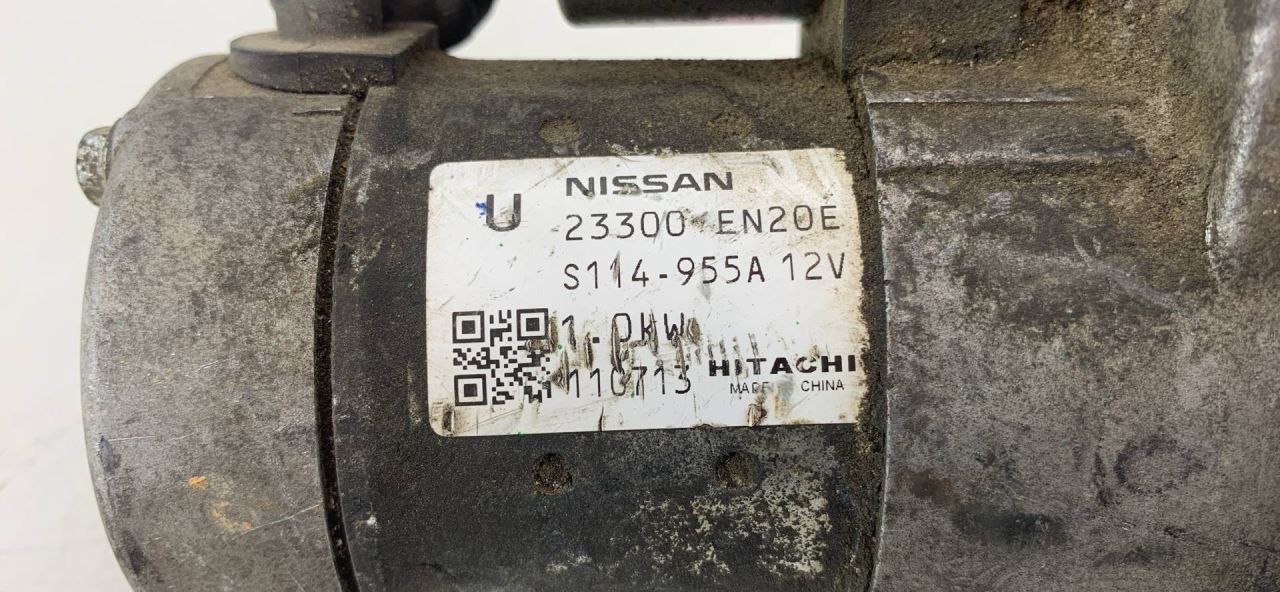 U
NISSAN
23300 EN20E
S114-955A 12V
1.0KW
110713
HITACHI
MADE CHINA